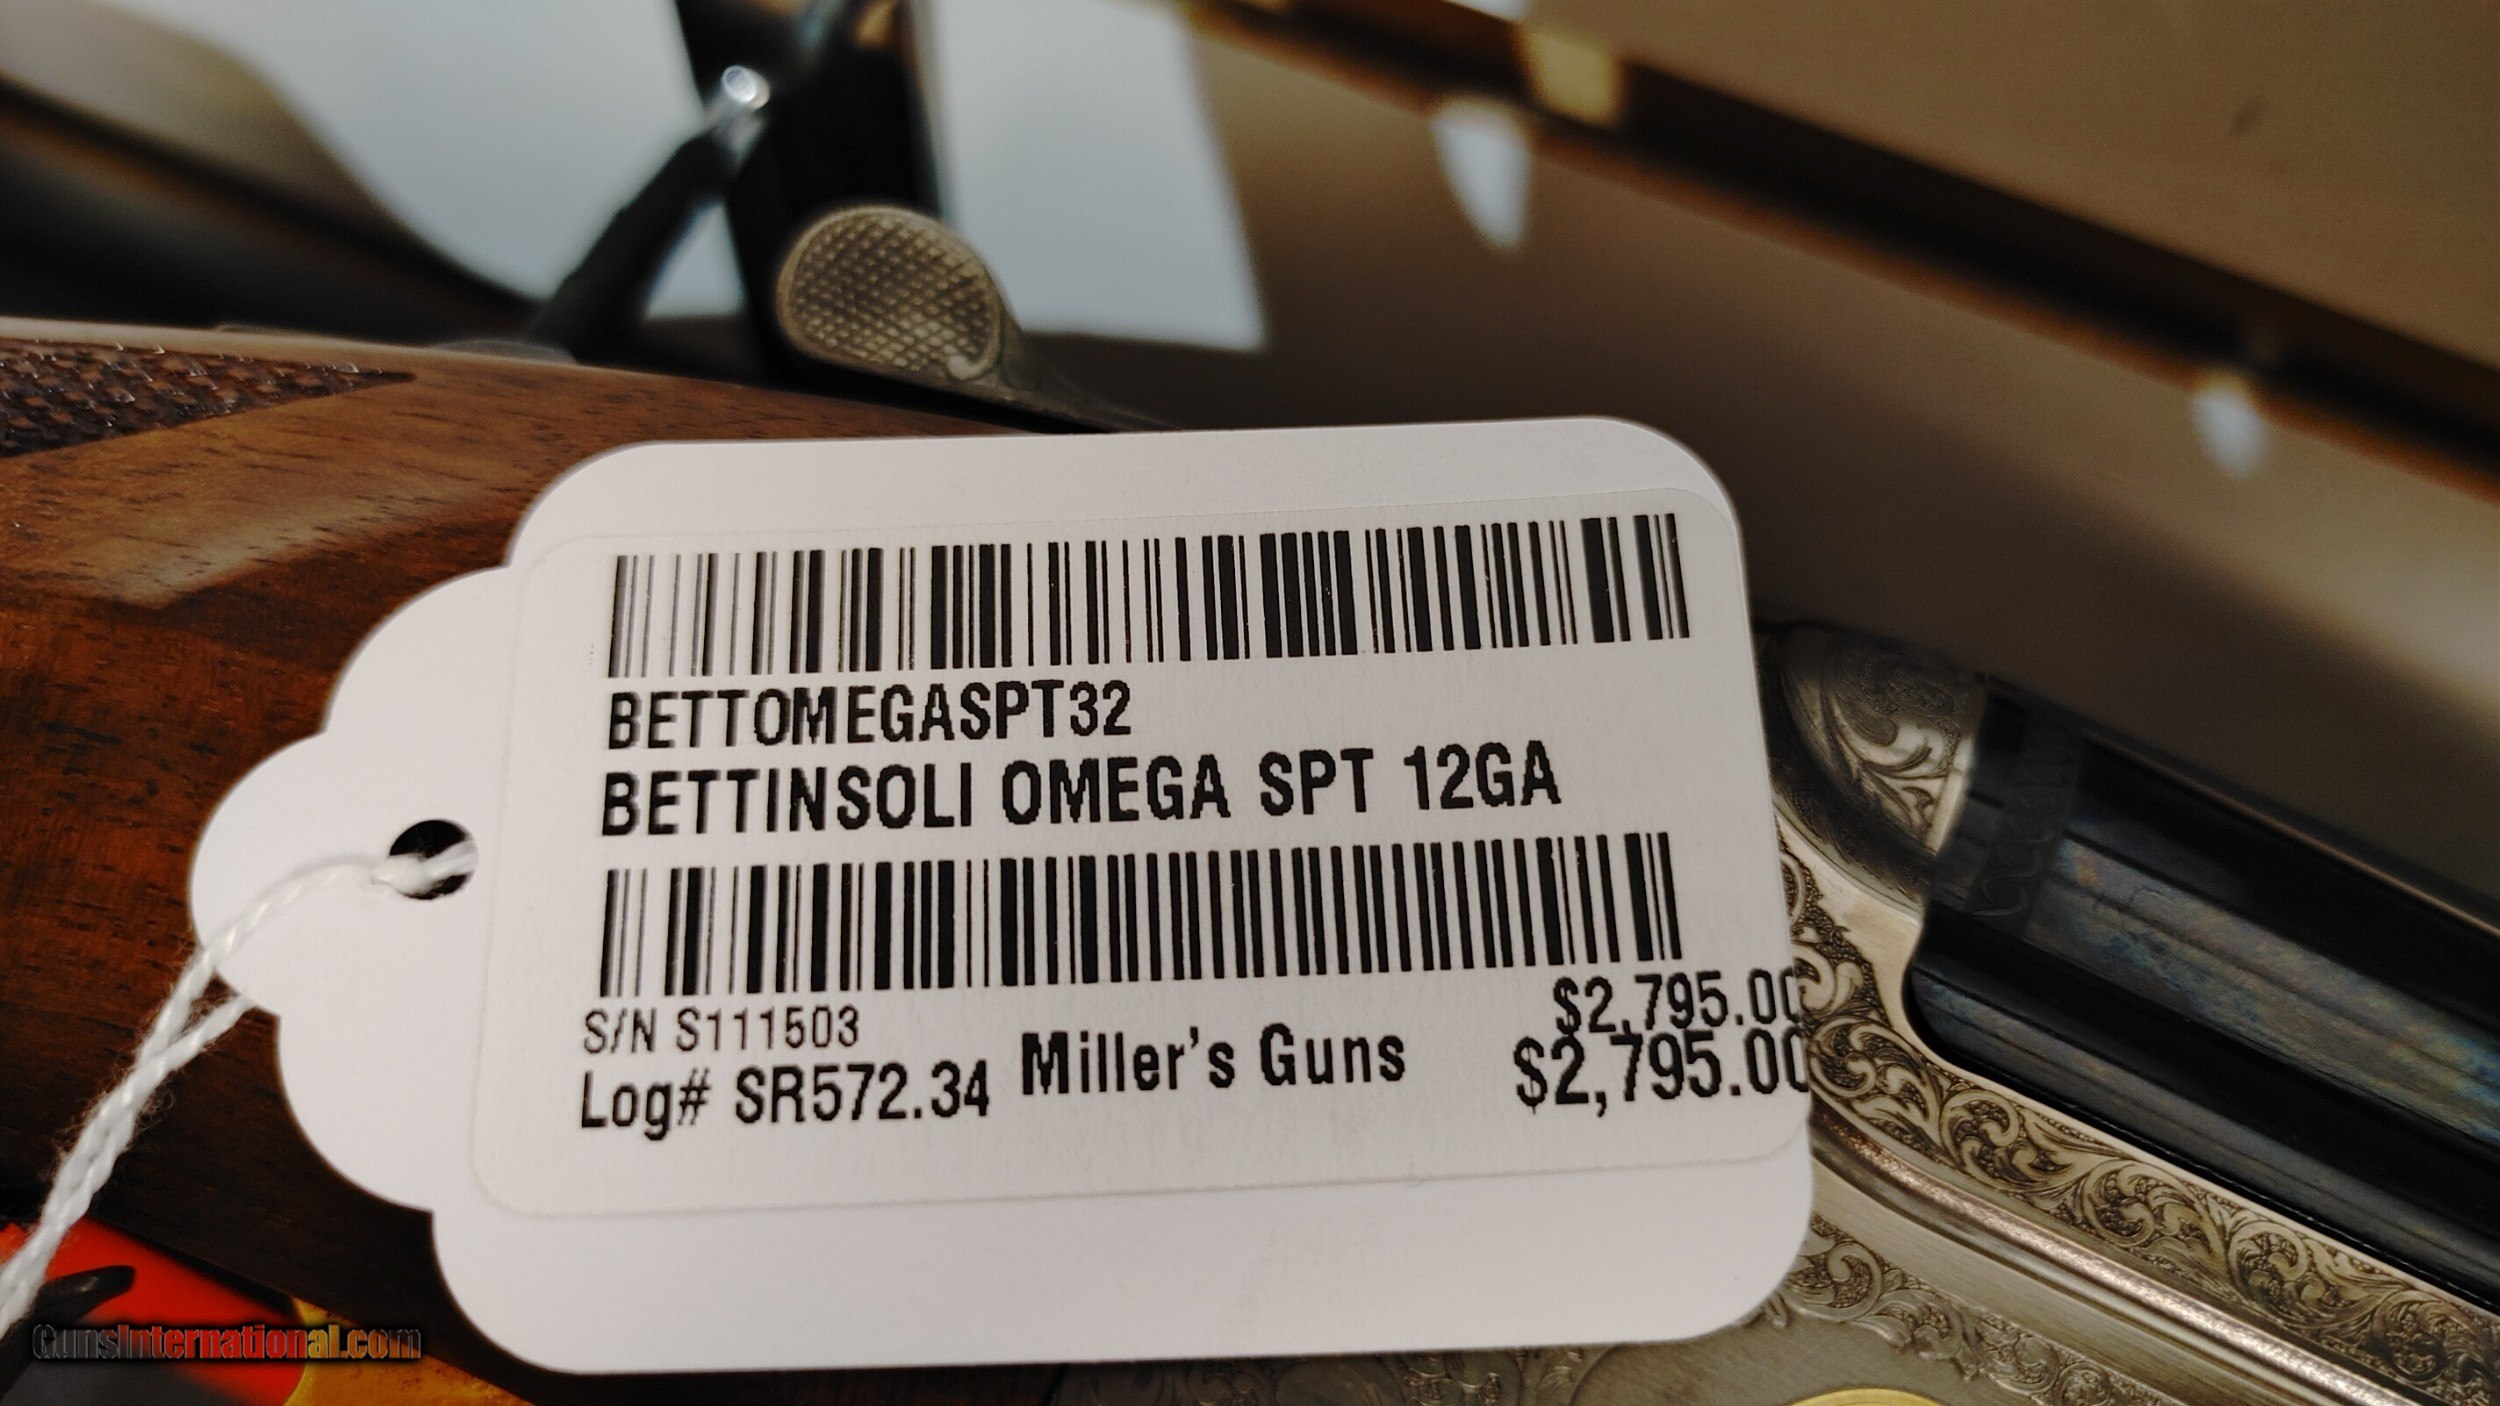 BETTOMEGASPT32
BETTINSOLI OMEGA SPT 12GA
$2,795.00
S/N S111503
Log# SR572.34 Miller's Guns $2,795.00
GunsInternational.com